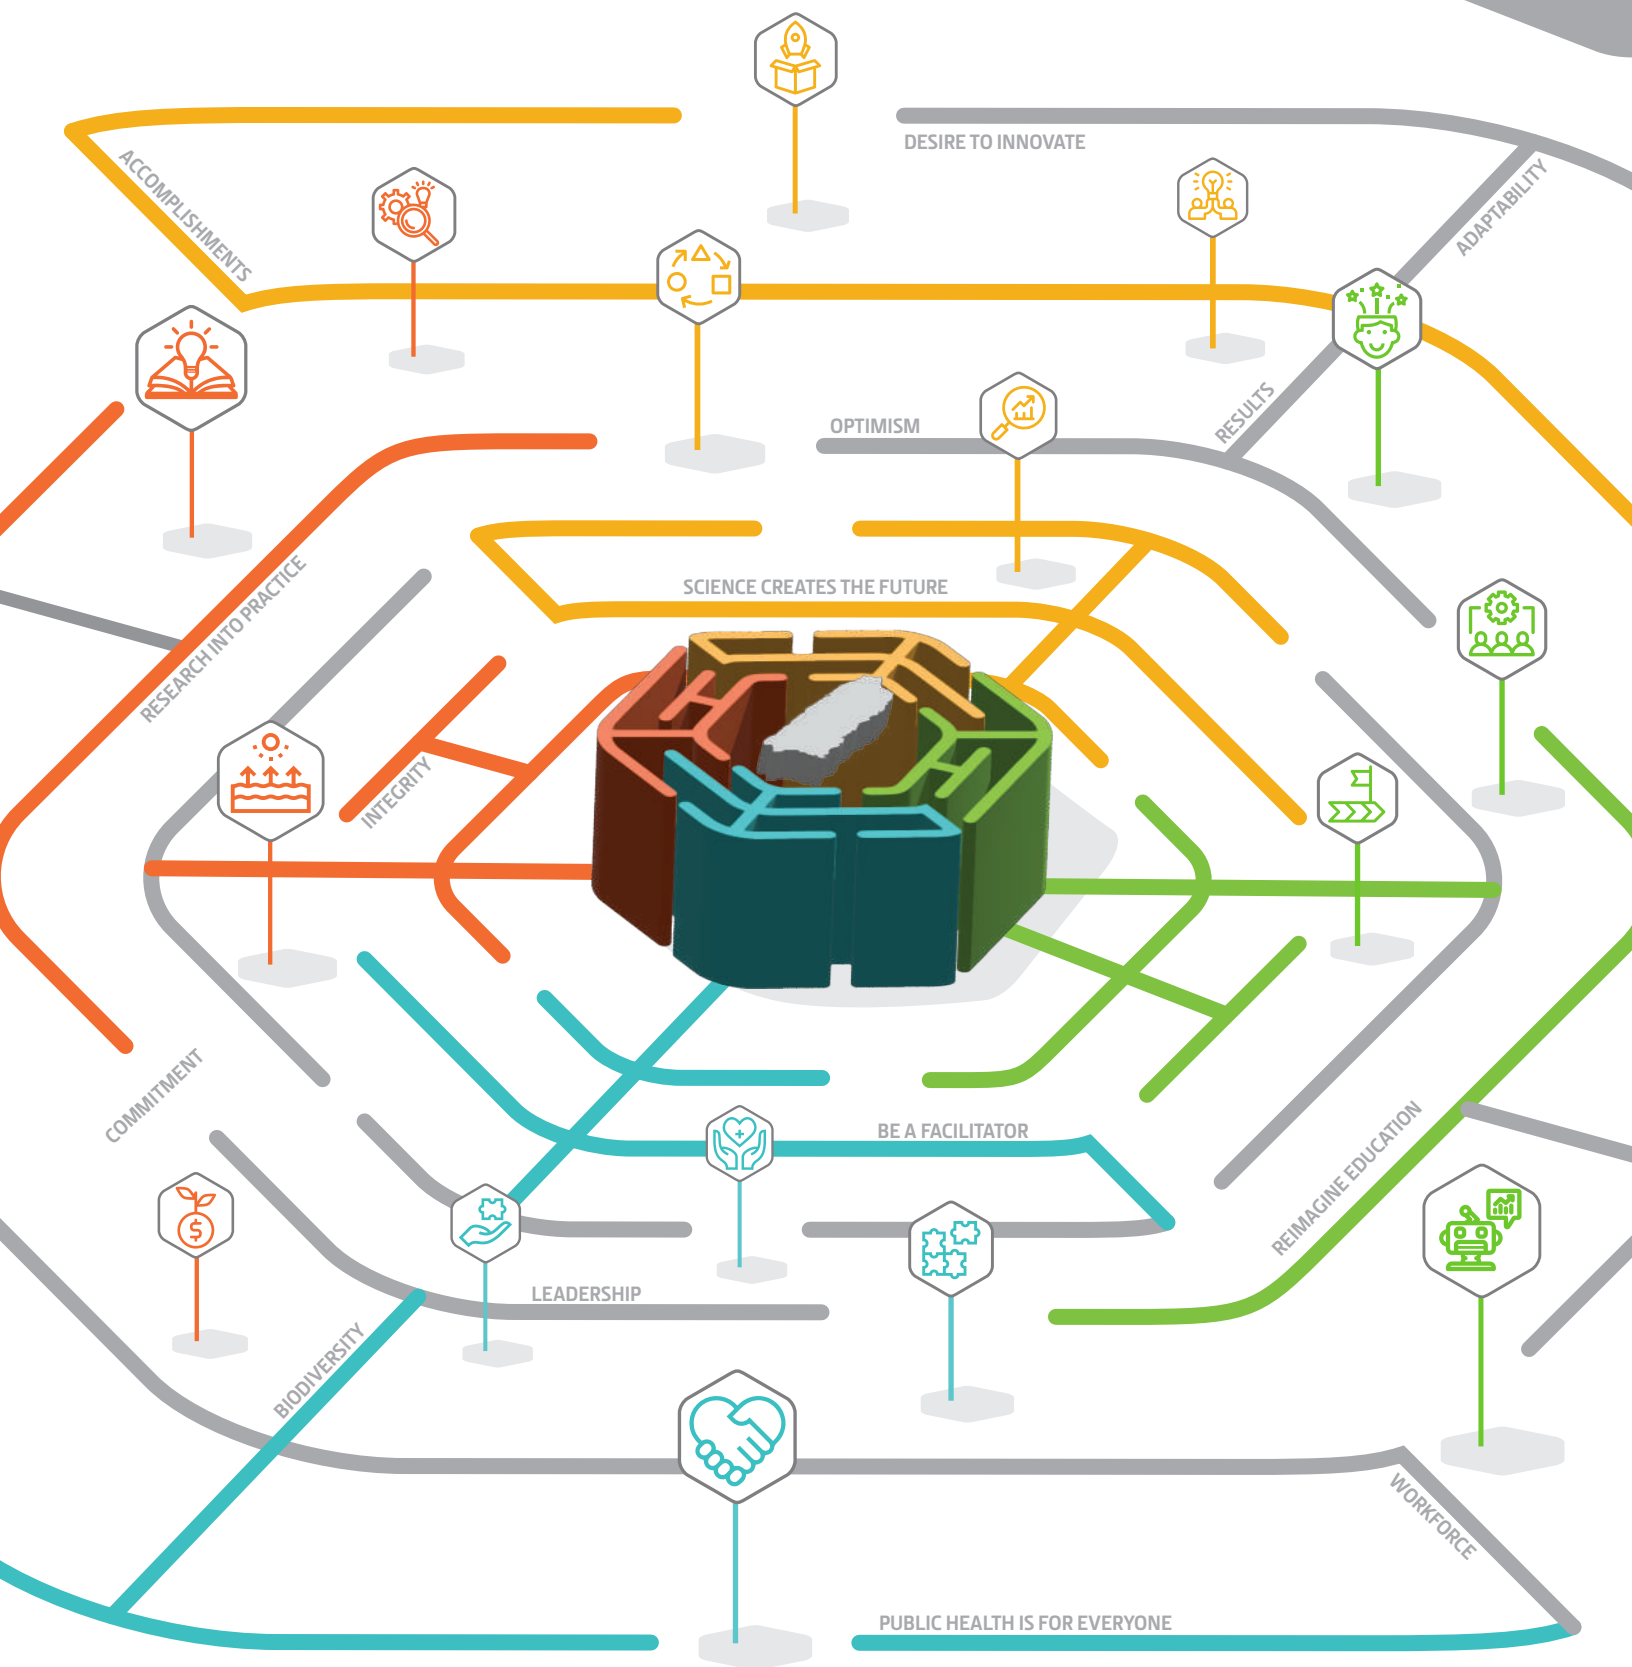 DESIRE TO INNOVATE
ACCOMPLISHMENTS
ADAPTABILITY
RESULTS
OPTIMISM
SCIENCE CREATES THE FUTURE
RESEARCH INTO PRACTICE
INTEGRITY
COMMITMENT
BE A FACILITATOR
REIMAGINE EDUCATION
LEADERSHIP
BIODIVERSITY
WORKFORCE
PUBLIC HEALTH IS FOR EVERYONE